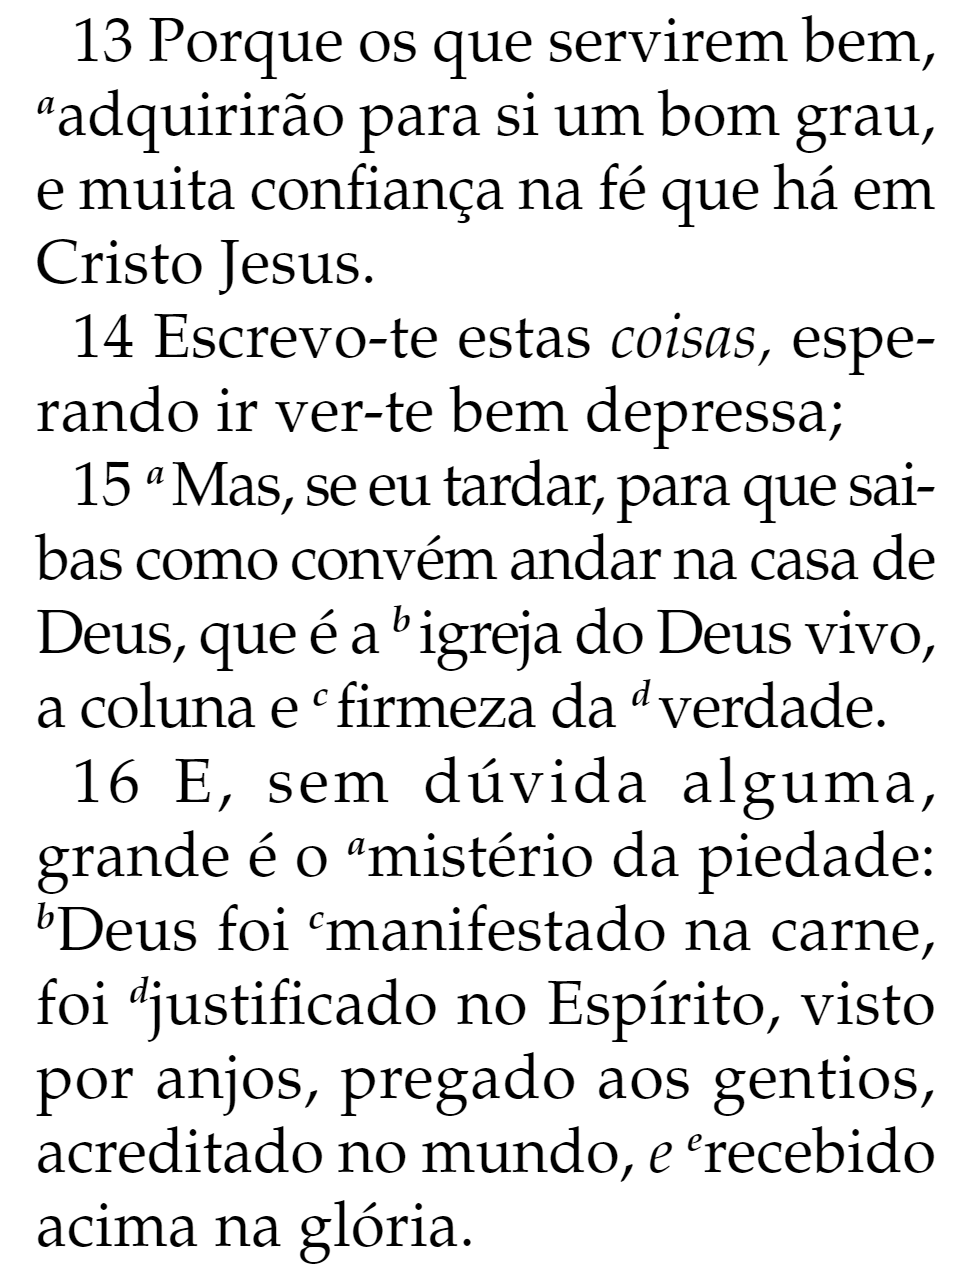 13 Porque os que servirem bem,
aadquirirão para si um bom grau,
e muita confiança na fé que há em
Cristo Jesus.
14 Escrevo-te estas coisas, espe-
rando ir ver-te bem depressa;
15 a Mas, se eu tardar, para que sai-
bas como convém andar na casa de
Deus, que é a b igreja do Deus vivo,
a coluna e c firmeza da d verdade.
16 E, sem dúvida alguma,
grande é o amistério da piedade:
bDeus foi cmanifestado na carne,
foi djustificado no Espírito, visto
por anjos, pregado aos gentios,
acreditado no mundo, e erecebido
acima na glória.